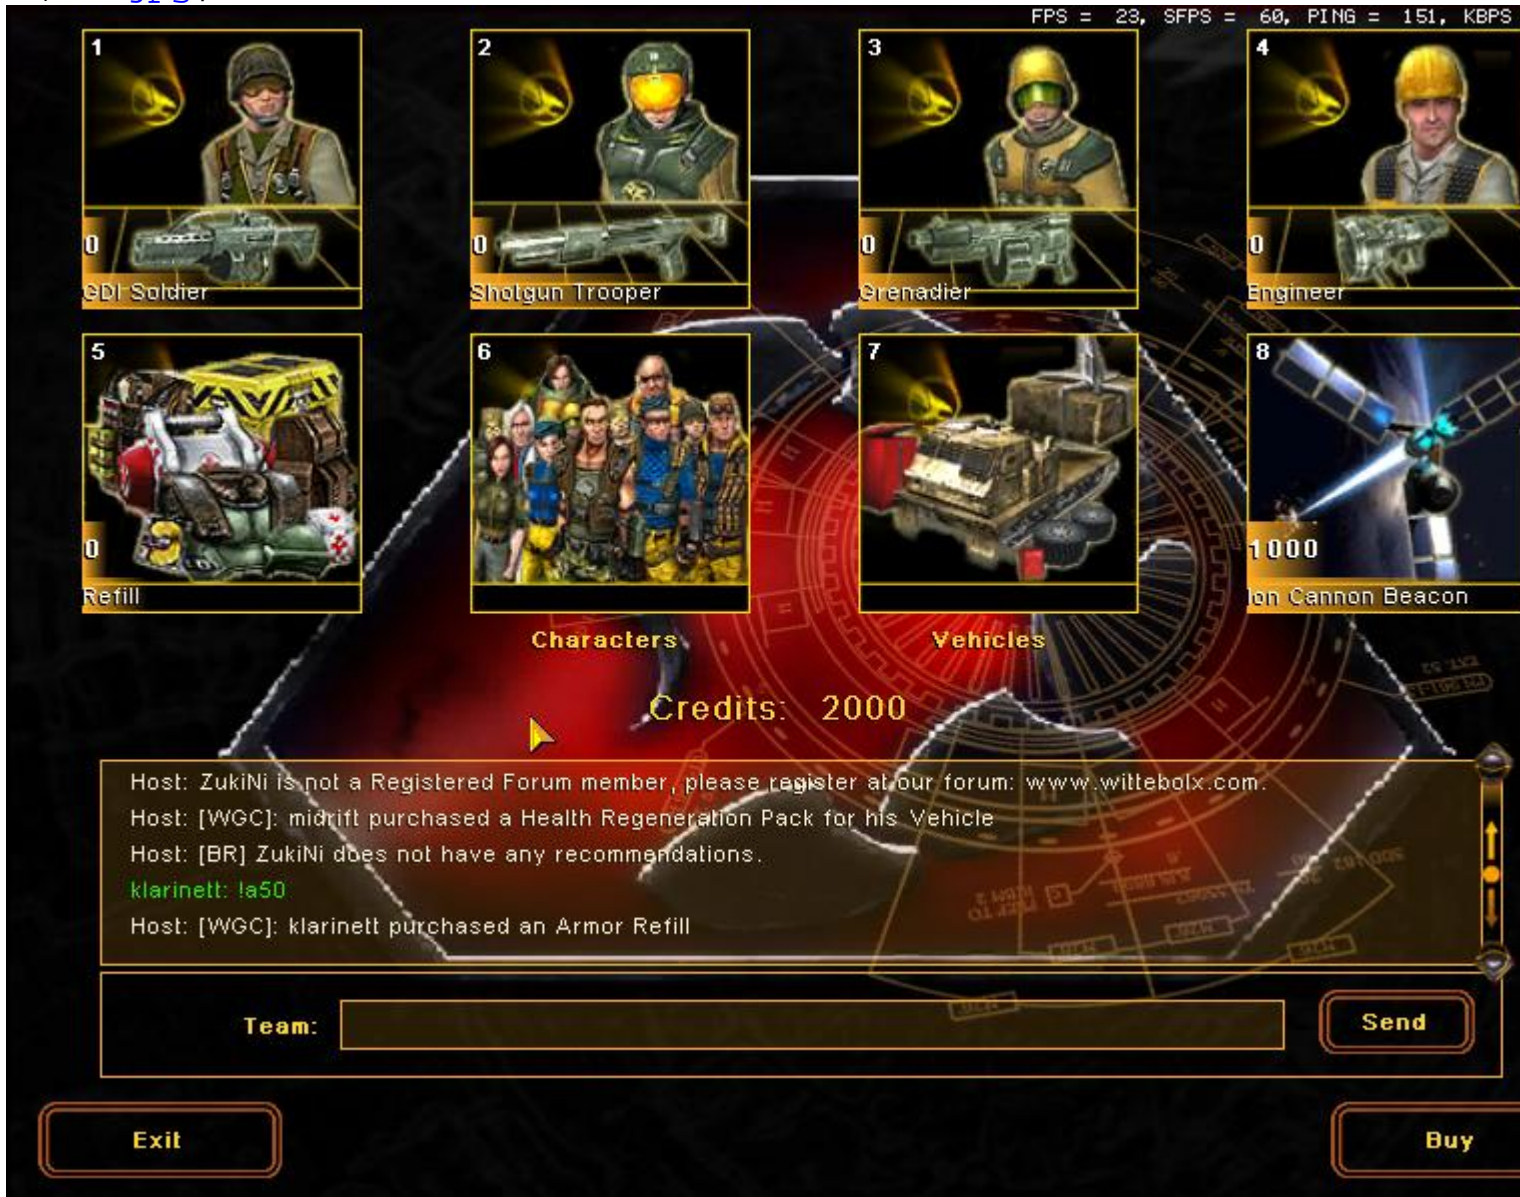 FPS = 23, SFPS = 60, PING = 151, KBPS
1
2
3
4
0
0
0
0
GDI Soldier
Shotgun Trooper
Grenadier
Engineer
5
6
7
8
0
1000
Refill
Ion Cannon Beacon
Characters
Vehicles
Credits: 2000
Host: ZukiNi is not a Registered Forum member, please register at our forum: www.wittebolx.com.
Host: [WGC]: midrift purchased a Health Regeneration Pack for his Vehicle
Host: [BR] ZukiNi does not have any recommendations.
klarinett: !a50
Host: [WGC]: klarinett purchased an Armor Refill
Team:
Send
Exit
Buy